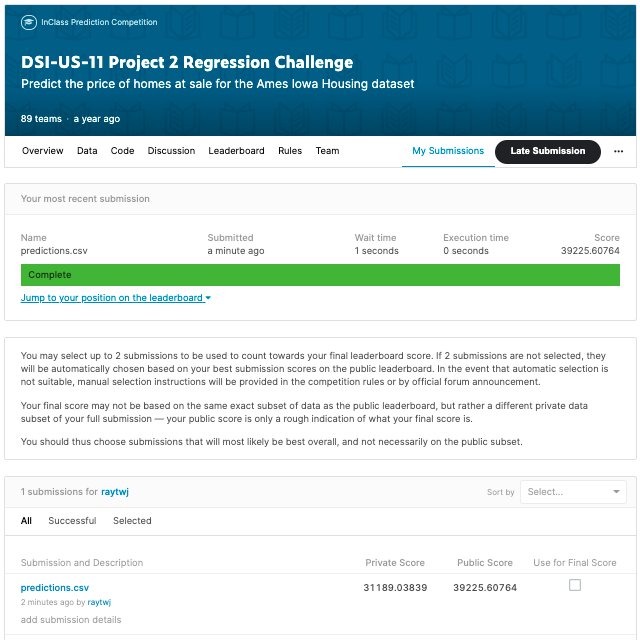 InClass Prediction Competition
DSI-US-11 Project 2 Regression Challenge
Predict the price of homes at sale for the Ames Iowa Housing dataset
89 teams · a year ago
Overview Data Code Discussion Leaderboard Rules Team My Submissions Late Submission ...
Your most recent submission
Name Submitted Wait time Execution time Score
predictions.csv a minute ago 1 seconds 0 seconds 39225.60764
Complete
Jump to your position on the leaderboard
You may select up to 2 submissions to be used to count towards your final leaderboard score. If 2 submissions are not selected, they
will be automatically chosen based on your best submission scores on the public leaderboard. In the event that automatic selection is
not suitable, manual selection instructions will be provided in the competition rules or by official forum announcement.
Your final score may not be based on the same exact subset of data as the public leaderboard, but rather a different private data
subset of your full submission — your public score is only a rough indication of what your final score is.
You should thus choose submissions that will most likely be best overall, and not necessarily on the public subset.
1 submissions for raytwj Sort by Select...
All Successful Selected
Submission and Description Private Score Public Score Use for Final Score
predictions.csv 31189.03839 39225.60764
2 minutes ago by raytwj
add submission details